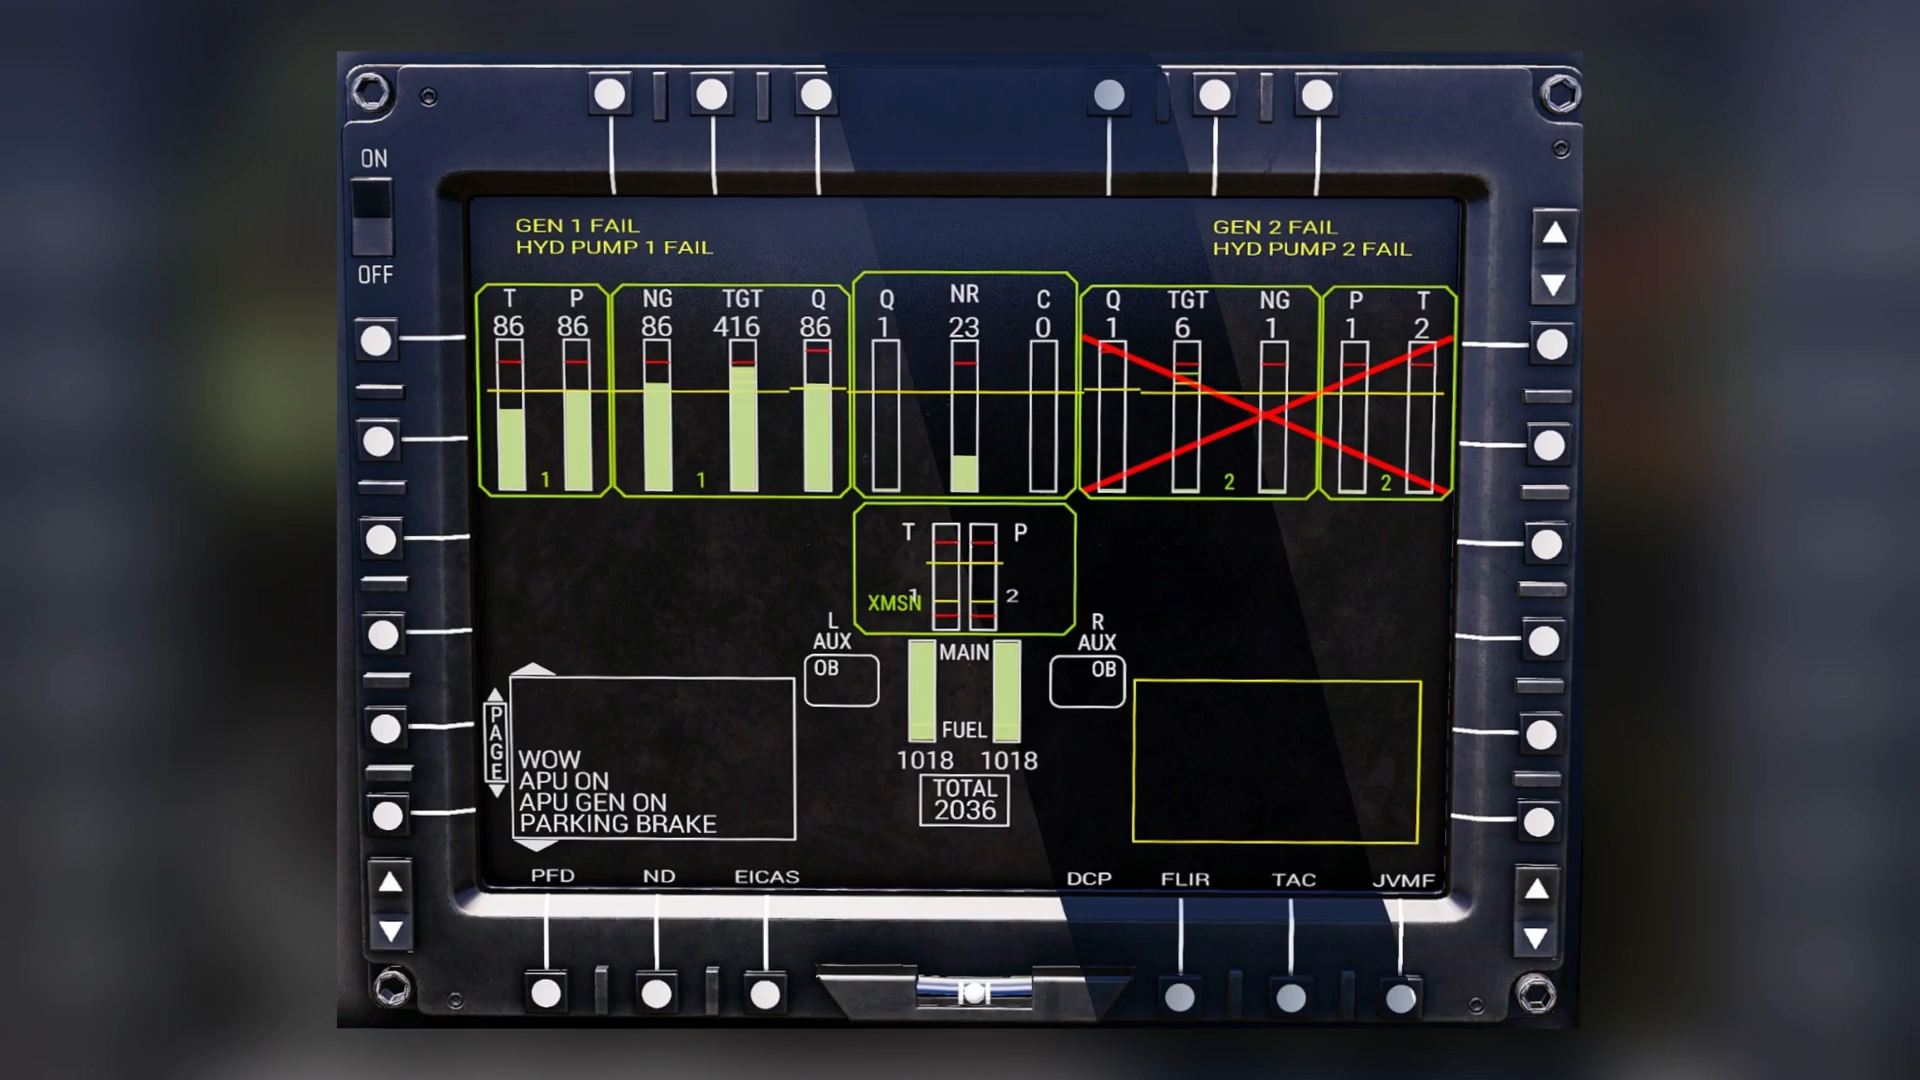 ON
OFF
GEN 1 FAIL
HYD PUMP 1 FAIL
GEN 2 FAIL
HYD PUMP 2 FAIL
T P
86 86
1
NG TGT Q
86 416 86
1
Q NR C
1 23 0
Q TGT NG
1 6 1
2
P T
1 2
2
T P
XMSN 1 2
L
AUX
OB
MAIN
FUEL
1018 1018
TOTAL
2036
R
AUX
OB
PAGE
WOW
APU ON
APU GEN ON
PARKING BRAKE
PFD ND EICAS DCP FLIR TAC JVMF